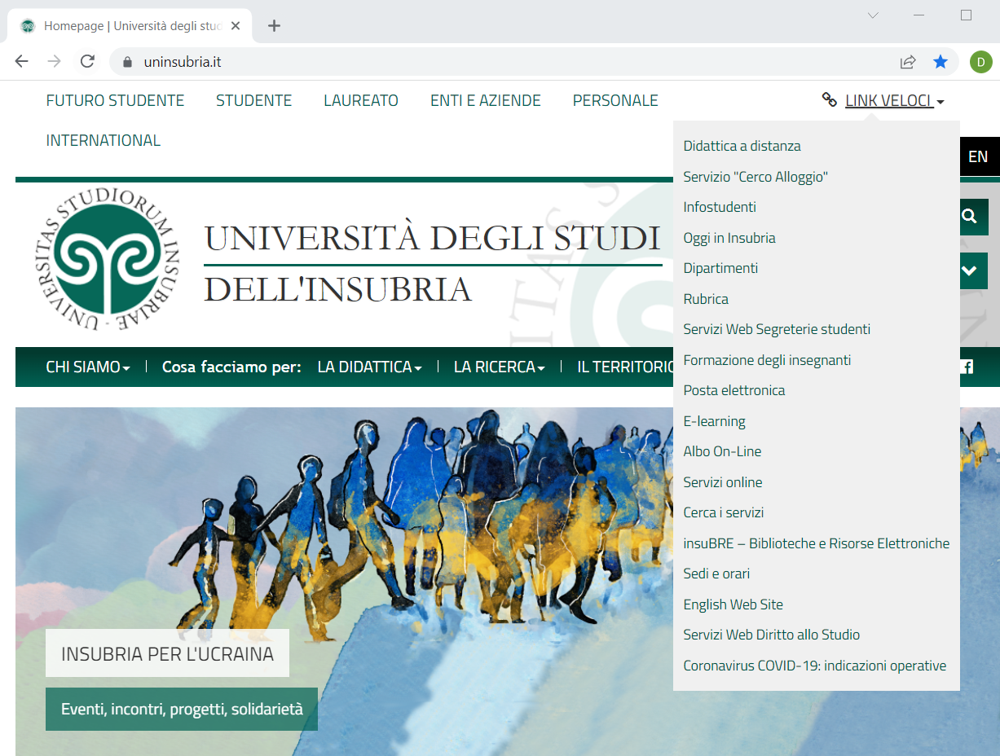 Homepage | Università degli stud
uninsubria.it
D
FUTURO STUDENTE STUDENTE LAUREATO ENTI E AZIENDE PERSONALE
LINK VELOCI
INTERNATIONAL
EN
UNIVERSITAS STUDIORUM INSUBRIAE
UNIVERSITÀ DEGLI STUDI
DELL'INSUBRIA
CHI SIAMO Cosa facciamo per: LA DIDATTICA LA RICERCA IL TERRITORIO
Didattica a distanza
Servizio "Cerco Alloggio"
Infostudenti
Oggi in Insubria
Dipartimenti
Rubrica
Servizi Web Segreterie studenti
Formazione degli insegnanti
Posta elettronica
E-learning
Albo On-Line
Servizi online
Cerca i servizi
insuBRE – Biblioteche e Risorse Elettroniche
Sedi e orari
English Web Site
Servizi Web Diritto allo Studio
Coronavirus COVID-19: indicazioni operative
INSUBRIA PER L'UCRAINA
Eventi, incontri, progetti, solidarietà